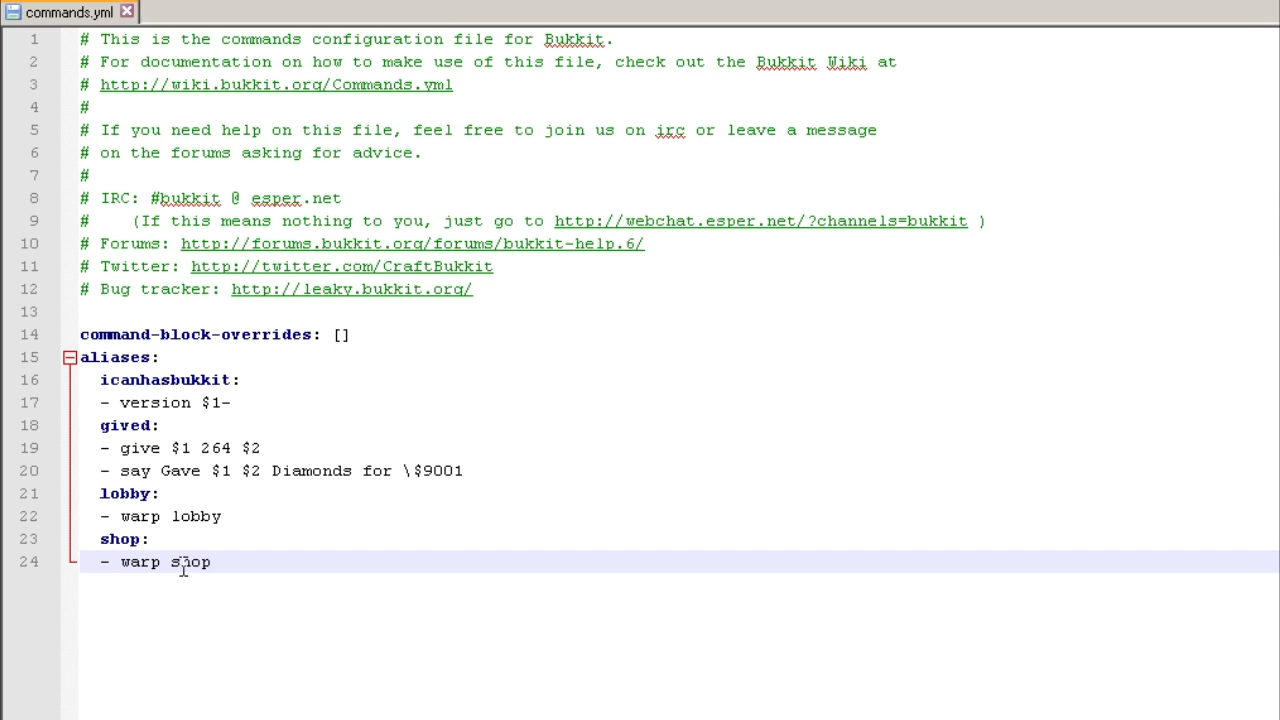 commands.yml
1 # This is the commands configuration file for Bukkit.
2 # For documentation on how to make use of this file, check out the Bukkit Wiki at
3 # http://wiki.bukkit.org/Commands.yml
4 #
5 # If you need help on this file, feel free to join us on irc or leave a message
6 # on the forums asking for advice.
7 #
8 # IRC: #bukkit @ esper.net
9 #    (If this means nothing to you, just go to http://webchat.esper.net/?channels=bukkit )
10 # Forums: http://forums.bukkit.org/forums/bukkit-help.6/
11 # Twitter: http://twitter.com/CraftBukkit
12 # Bug tracker: http://leaky.bukkit.org/
13
14 command-block-overrides: []
15 aliases:
16   icanhasbukkit:
17   - version $1-
18   gived:
19   - give $1 264 $2
20   - say Gave $1 $2 Diamonds for \$9001
21   lobby:
22   - warp lobby
23   shop:
24   - warp shop